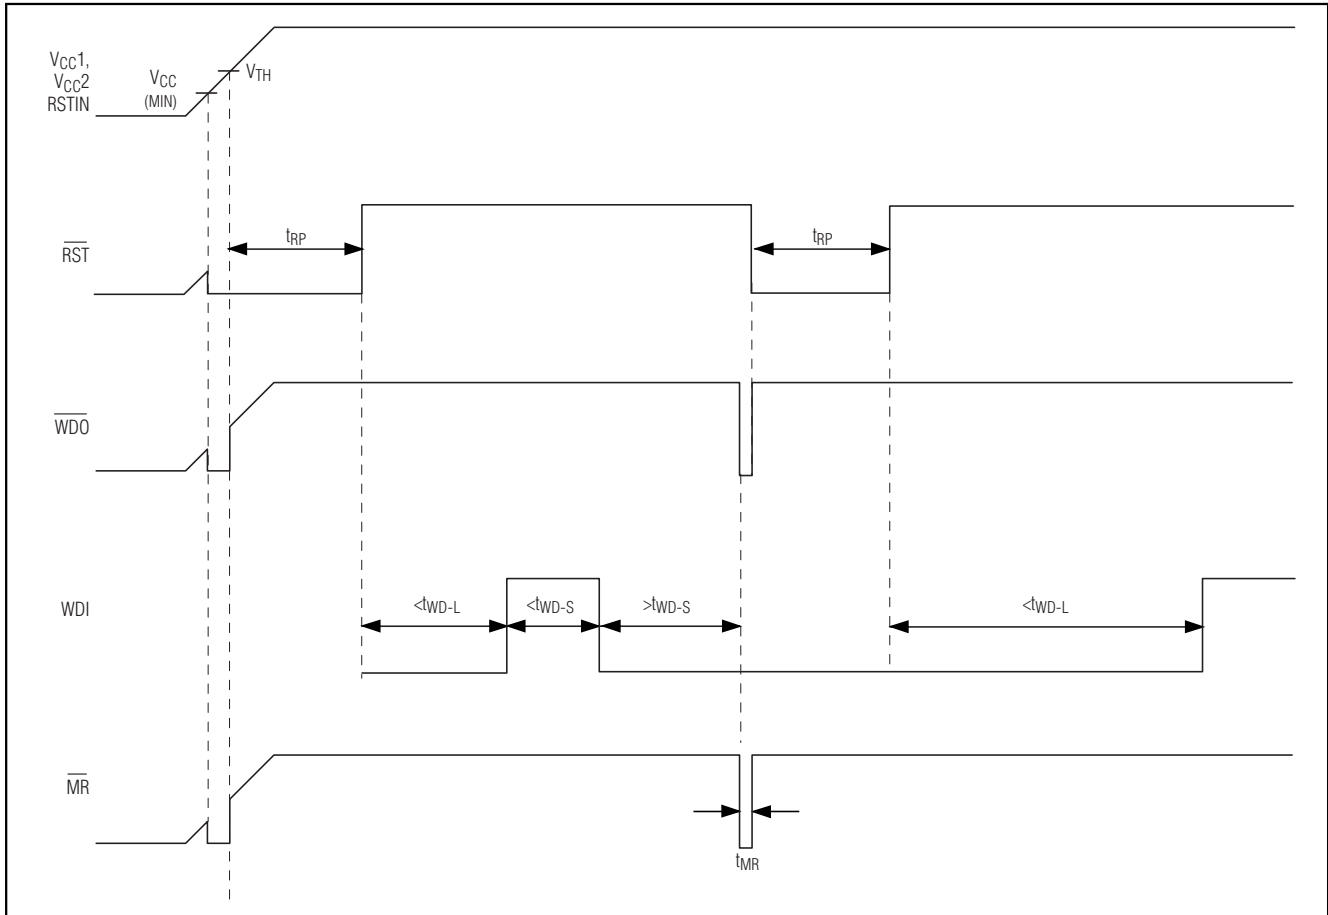 VCC1,
VCC2
RSTIN
VCC
(MIN)
VTH
RST
tRP
tRP
WDO
WDI
<tWD-L
<tWD-S
>tWD-S
<tWD-L
MR
tMR